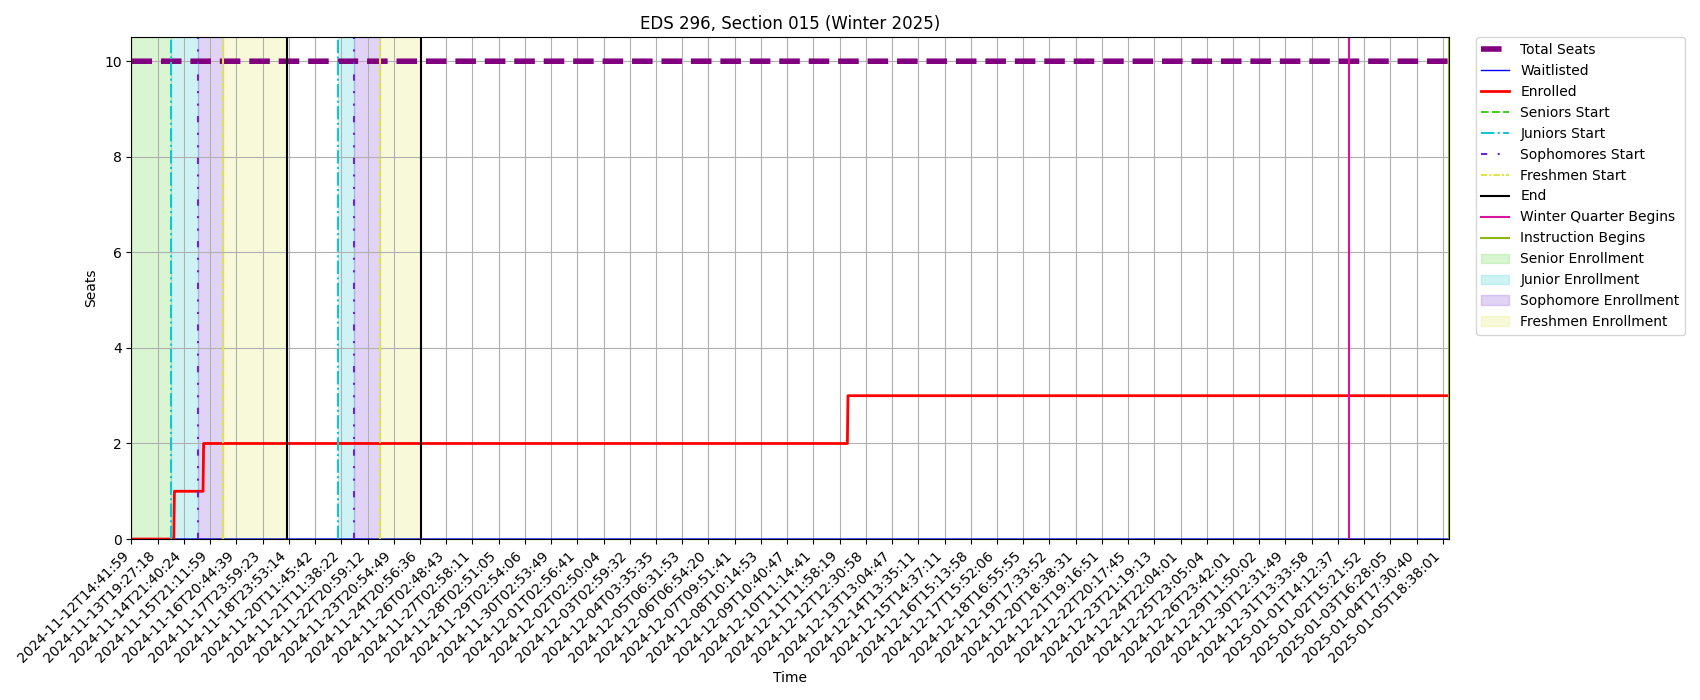 EDS 296, Section 015 (Winter 2025)
10
8
6
4
2
0
Seats
2024-11-12T14:41:59
2024-11-13T19:27:18
2024-11-14T21:40:24
2024-11-15T21:11:59
2024-11-16T20:44:39
2024-11-17T23:59:23
2024-11-18T23:53:14
2024-11-20T11:45:42
2024-11-21T11:38:22
2024-11-22T20:59:12
2024-11-23T20:54:49
2024-11-24T20:56:36
2024-11-26T02:48:43
2024-11-27T02:58:11
2024-11-28T02:51:05
2024-11-29T02:54:06
2024-11-30T02:53:49
2024-12-01T02:56:41
2024-12-02T02:50:04
2024-12-03T02:59:32
2024-12-04T03:35:35
2024-12-05T06:31:53
2024-12-06T06:54:20
2024-12-07T09:51:41
2024-12-08T10:14:53
2024-12-09T10:40:47
2024-12-10T11:14:41
2024-12-11T11:58:19
2024-12-12T12:30:58
2024-12-13T13:04:47
2024-12-14T13:35:11
2024-12-15T14:37:11
2024-12-16T15:13:58
2024-12-17T15:52:06
2024-12-18T16:55:55
2024-12-19T17:33:52
2024-12-20T18:38:31
2024-12-21T19:16:51
2024-12-22T20:17:45
2024-12-23T21:19:13
2024-12-24T22:04:01
2024-12-25T23:05:04
2024-12-26T23:42:01
2024-12-29T11:50:02
2024-12-30T12:31:49
2024-12-31T13:33:58
2025-01-01T14:12:37
2025-01-02T15:21:52
2025-01-03T16:28:05
2025-01-04T17:30:40
2025-01-05T18:38:01
Time
Total Seats
Waitlisted
Enrolled
Seniors Start
Juniors Start
Sophomores Start
Freshmen Start
End
Winter Quarter Begins
Instruction Begins
Senior Enrollment
Junior Enrollment
Sophomore Enrollment
Freshmen Enrollment